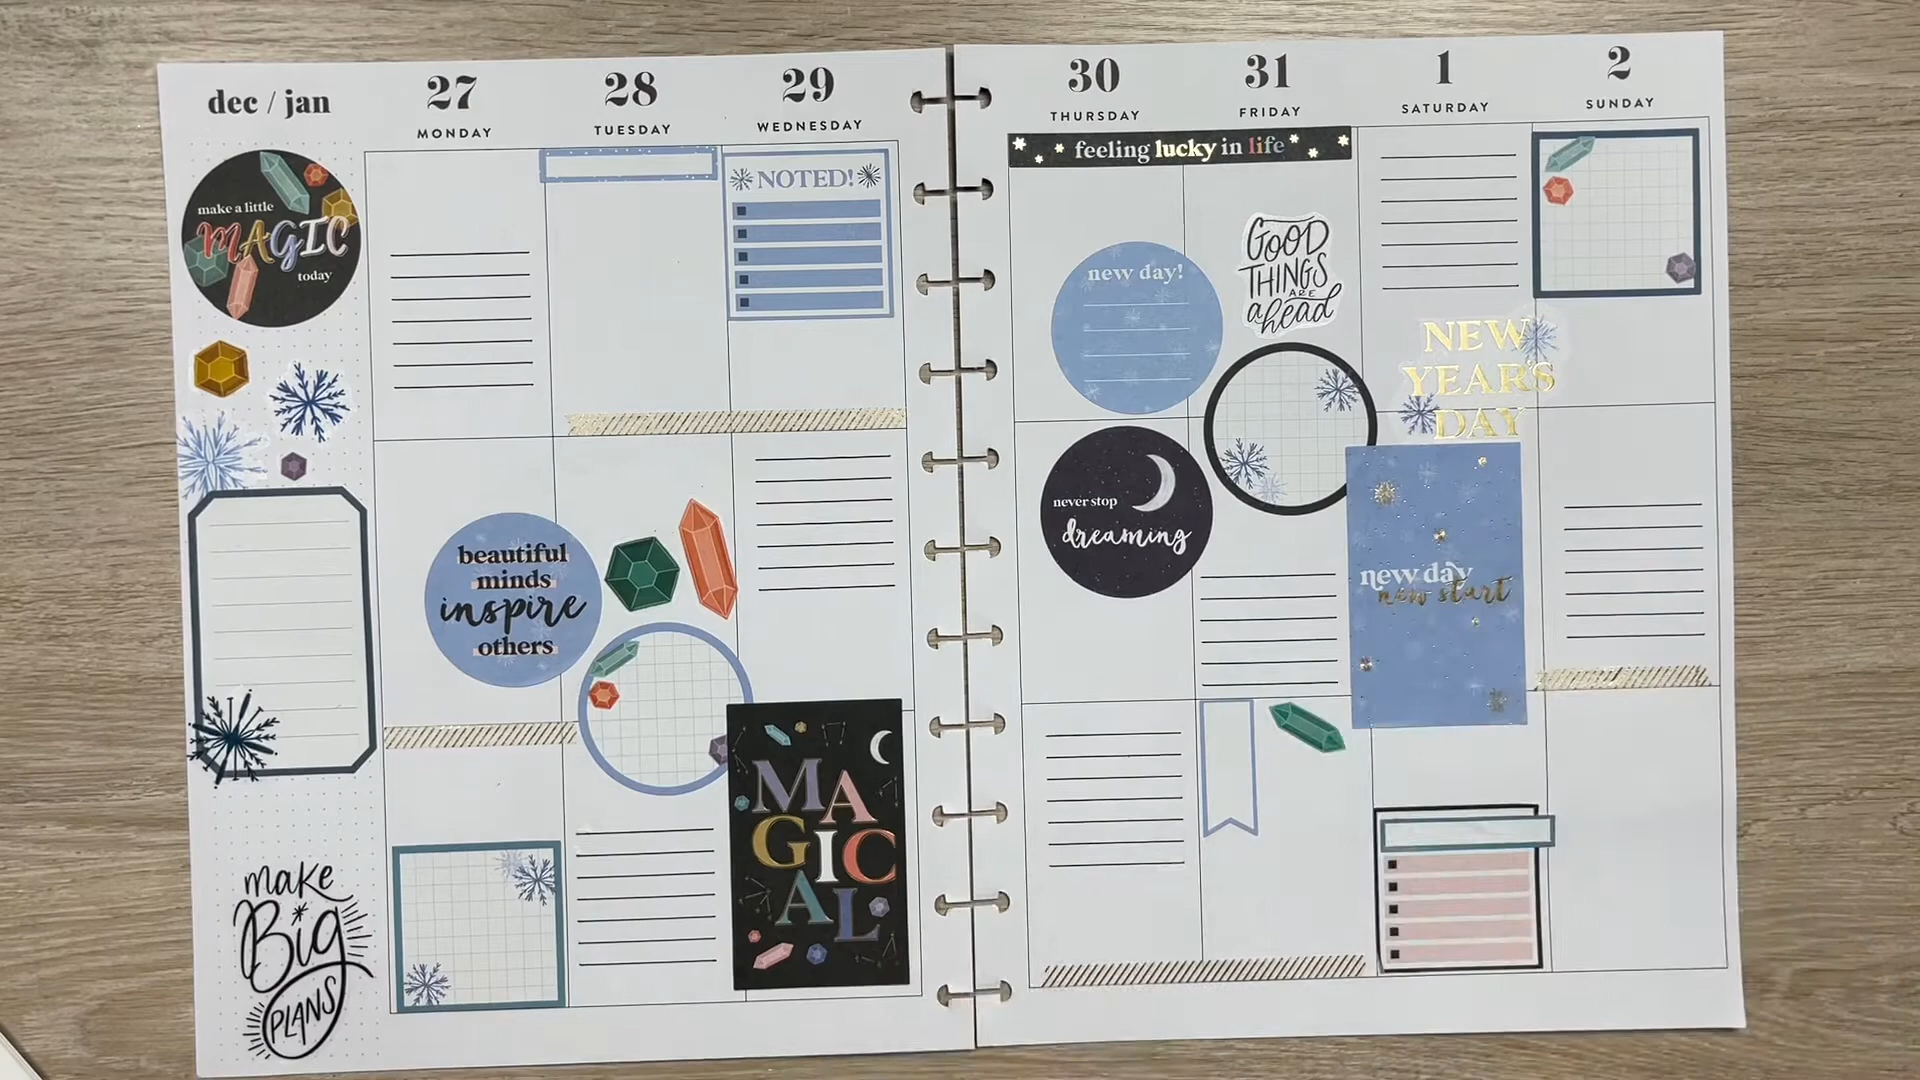 dec / jan
27
MONDAY
28
TUESDAY
29
WEDNESDAY
30
THURSDAY
31
FRIDAY
1
SATURDAY
2
SUNDAY
make a little
MAGIC
today
make
Big
PLANS
NOTED!
beautiful
minds
inspire
others
MA
GIC
AL
feeling lucky in life
new day!
GOOD
THINGS
ARE
ahead
never stop
dreaming
NEW
YEAR'S
DAY
new day
new start